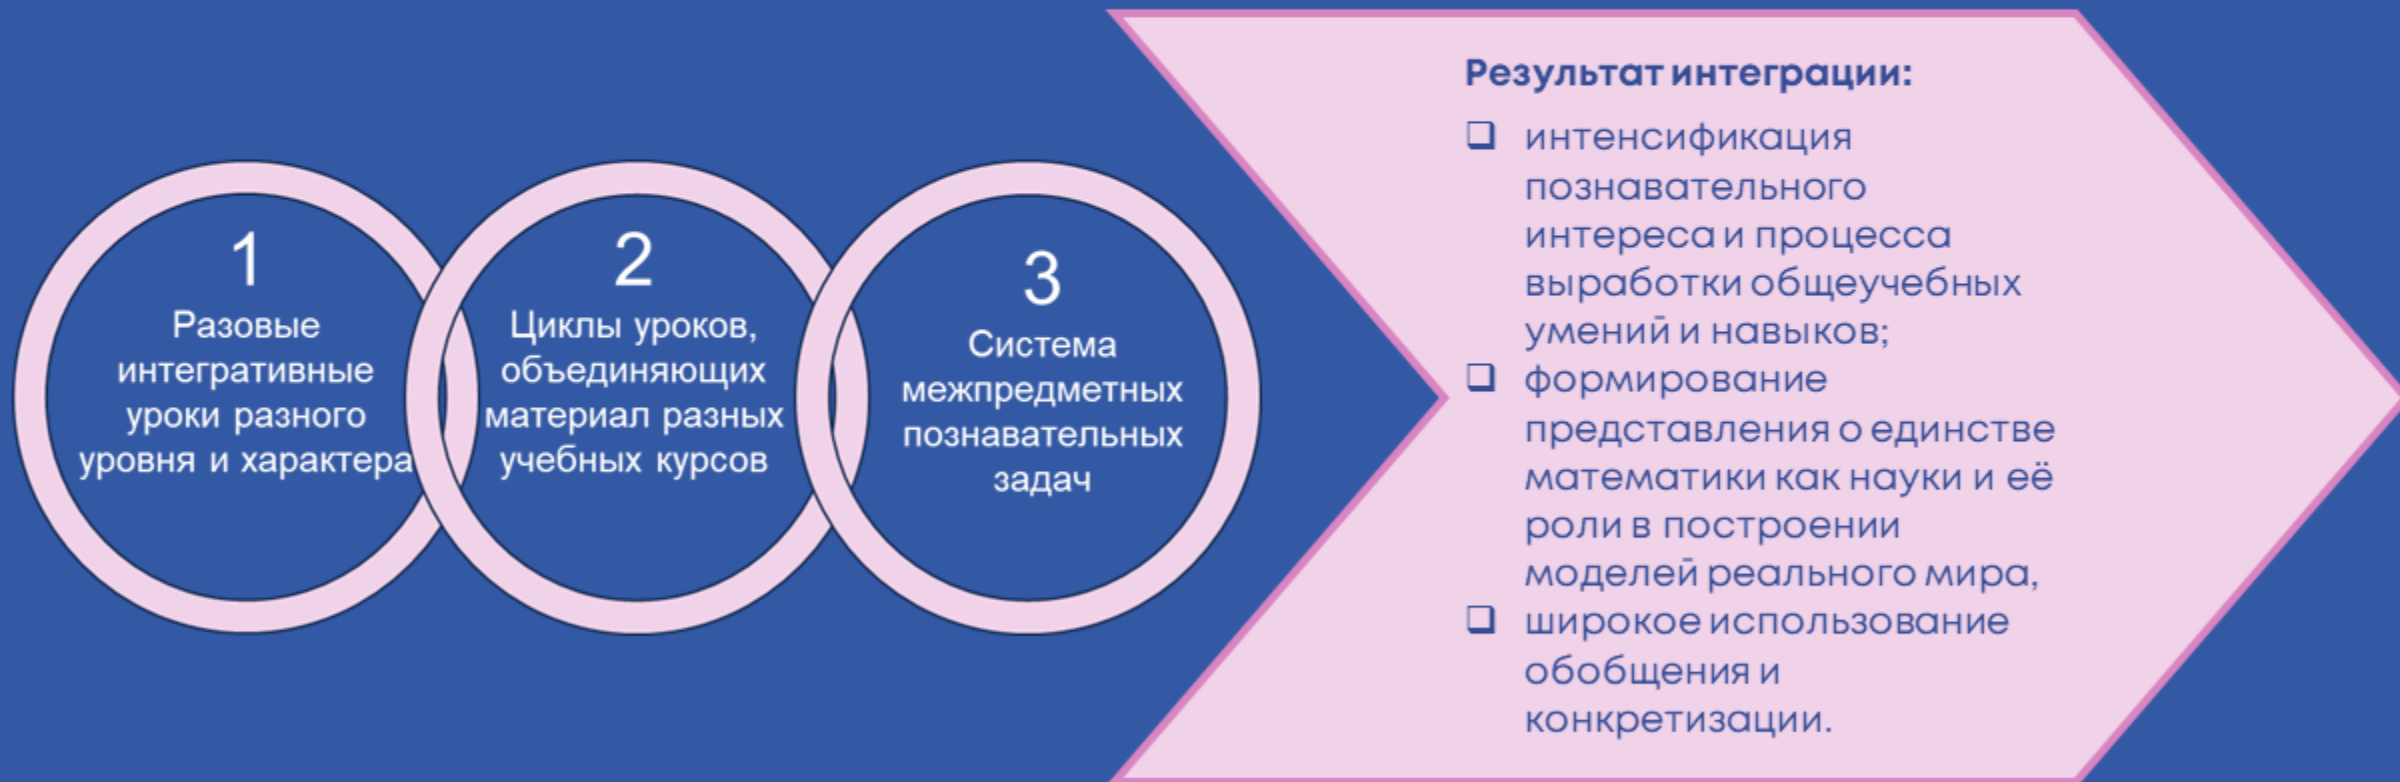 1
Разовые
интегративные
уроки разного
уровня и характера
2
Циклы уроков,
объединяющих
материал разных
учебных курсов
3
Система
межпредметных
познавательных
задач
Результат интеграции:
❑ интенсификация
познавательного
интереса и процесса
выработки общеучебных
умений и навыков;
❑ формирование
представления о единстве
математики как науки и её
роли в построении
моделей реального мира,
❑ широкое использование
обобщения и
конкретизации.